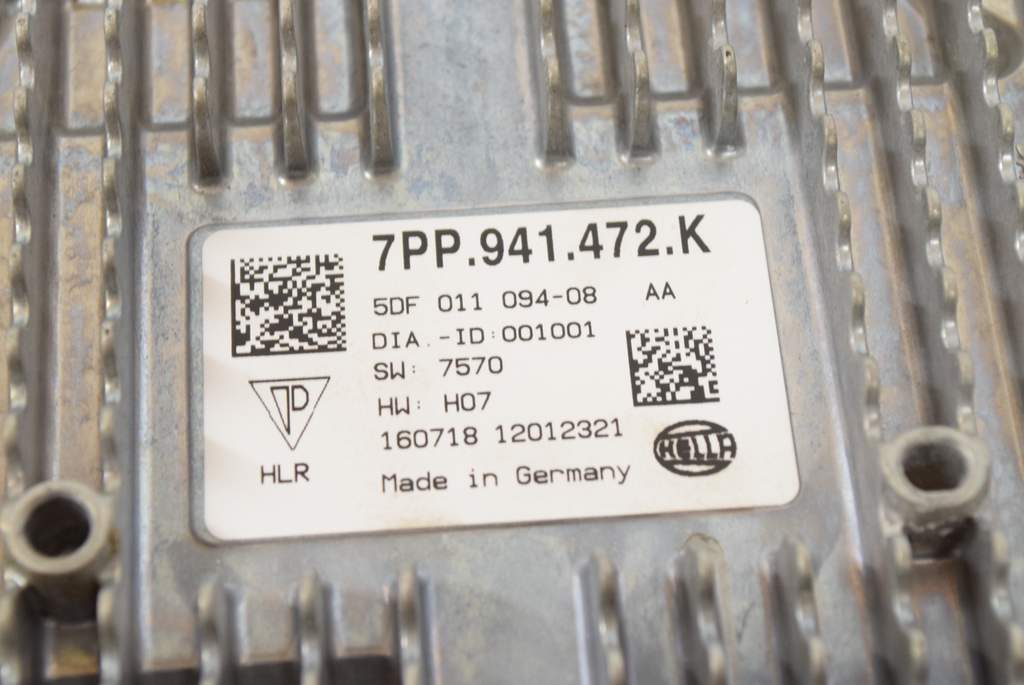 7PP.941.472.K
5DF 011 094-08 AA
DIA.-ID:001001
SW: 7570
HW: H07
160718 12012321
Made in Germany
HLR
HELLA